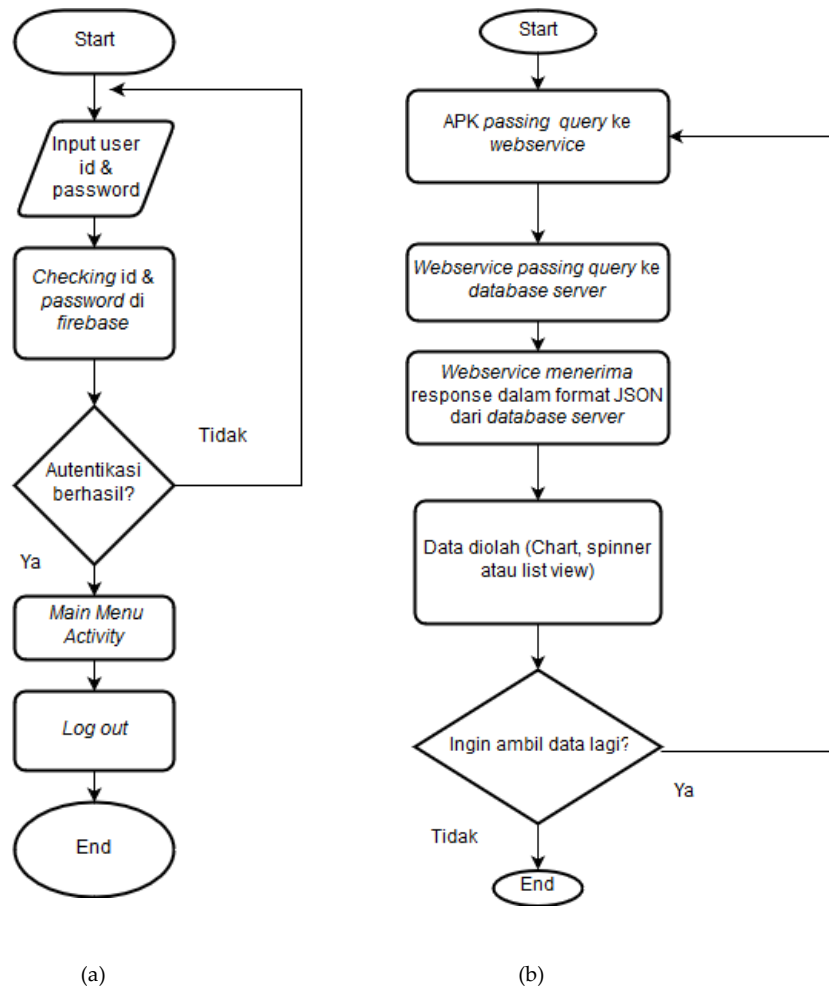 Start
Input user
id &
password
Checking id &
password di
firebase
Autentikasi
berhasil?
Tidak
Ya
Main Menu
Activity
Log out
End
(a)
Start
APK passing query ke
webservice
Webservice passing query ke
database server
Webservice menerima
response dalam format JSON
dari database server
Data diolah (Chart, spinner
atau list view)
Ingin ambil data lagi?
Ya
Tidak
End
(b)